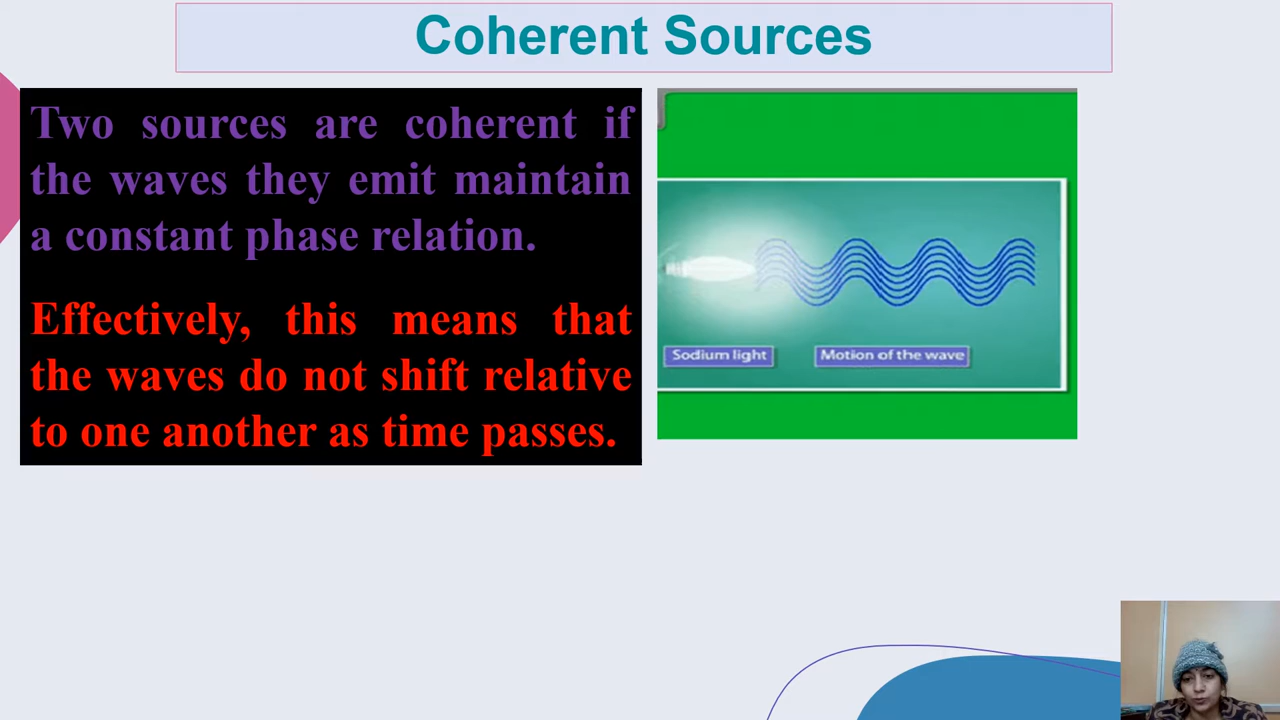 Coherent Sources
Two sources are coherent if
the waves they emit maintain
a constant phase relation.
Effectively, this means that
the waves do not shift relative
to one another as time passes.
Sodium light
Motion of the wave